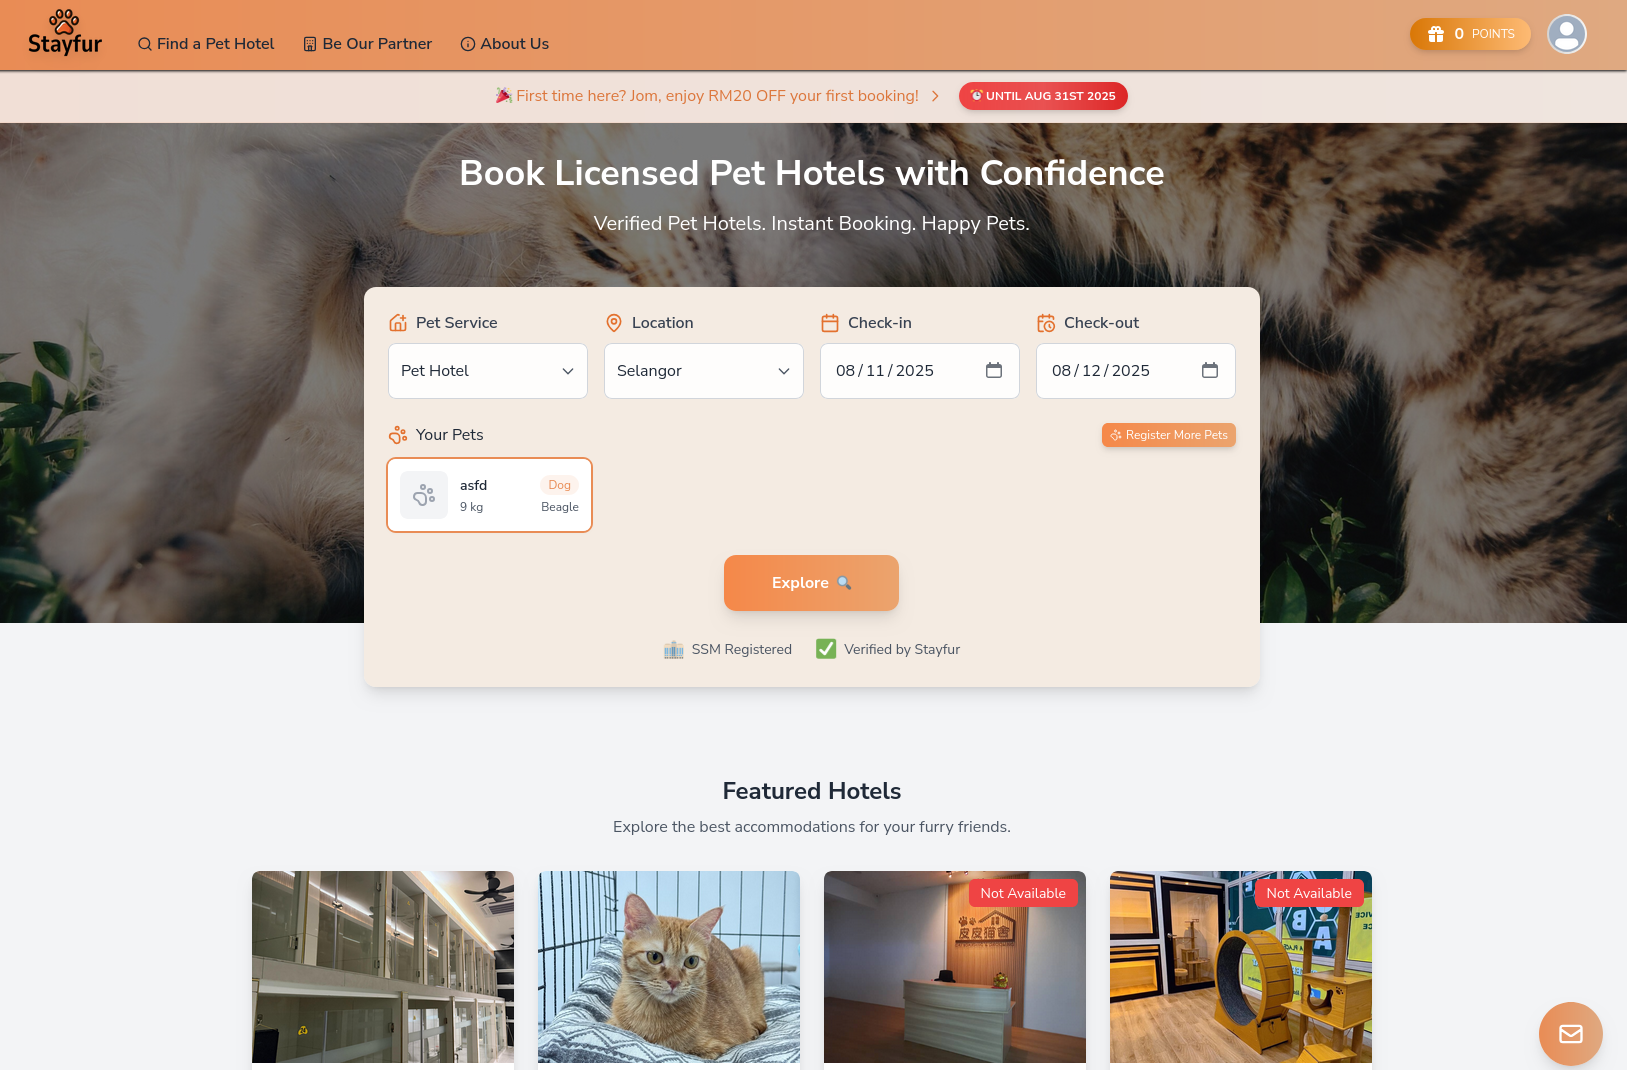 Stayfur
Find a Pet Hotel
Be Our Partner
About Us
0 POINTS
First time here? Jom, enjoy RM20 OFF your first booking!
UNTIL AUG 31ST 2025
Book Licensed Pet Hotels with Confidence
Verified Pet Hotels. Instant Booking. Happy Pets.
Pet Service
Location
Check-in
Check-out
Pet Hotel
Selangor
08/11/2025
08/12/2025
Your Pets
Register More Pets
asfd
Dog
9 kg
Beagle
Explore
SSM Registered
Verified by Stayfur
Featured Hotels
Explore the best accommodations for your furry friends.
Not Available
Not Available
皮皮猫舍